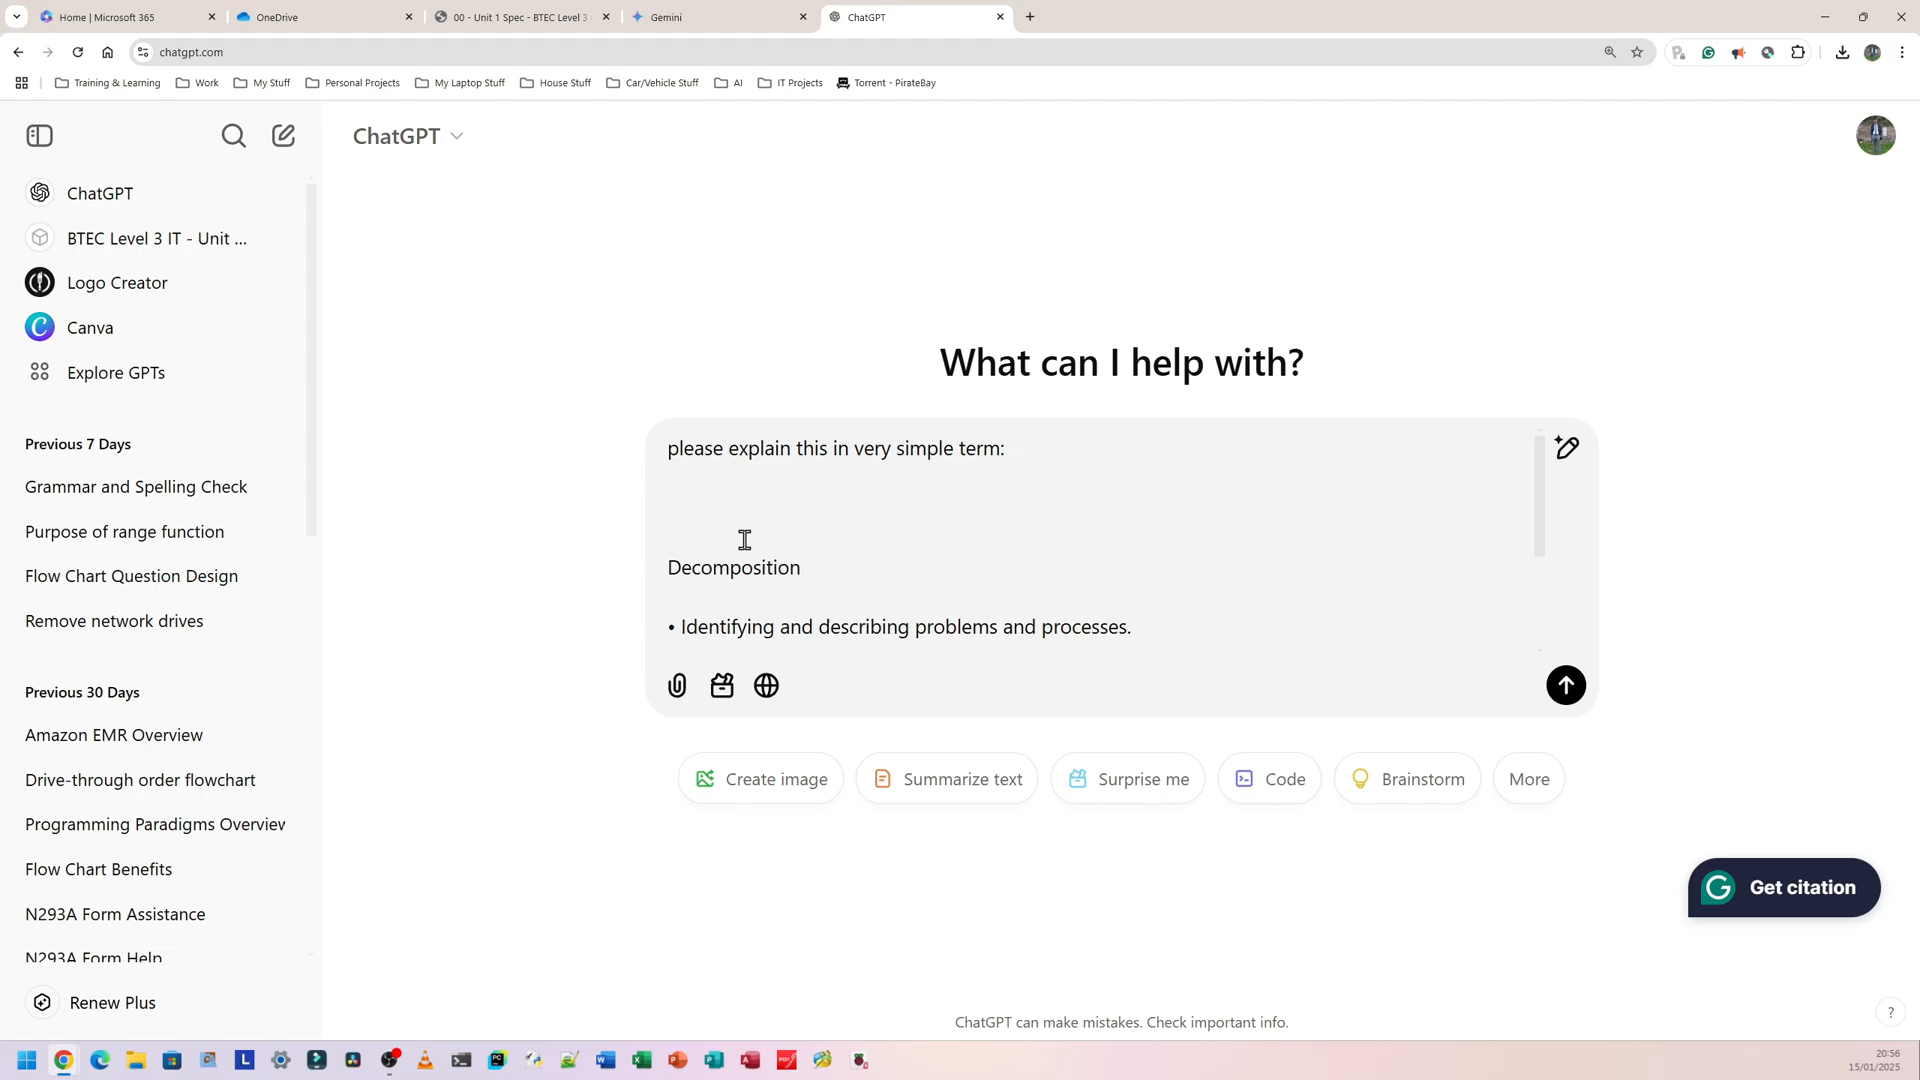 Home | Microsoft 365
OneDrive
00 - Unit 1 Spec - BTEC Level 3
Gemini
ChatGPT
chatgpt.com
Training & Learning
Work
My Stuff
Personal Projects
My Laptop Stuff
House Stuff
Car/Vehicle Stuff
AI
IT Projects
Torrent - PirateBay
ChatGPT
BTEC Level 3 IT - Unit ...
Logo Creator
Canva
Explore GPTs
Previous 7 Days
Grammar and Spelling Check
Purpose of range function
Flow Chart Question Design
Remove network drives
Previous 30 Days
Amazon EMR Overview
Drive-through order flowchart
Programming Paradigms Overview
Flow Chart Benefits
N293A Form Assistance
N293A Form Help
Renew Plus
ChatGPT
What can I help with?
please explain this in very simple term:
Decomposition
• Identifying and describing problems and processes.
Create image
Summarize text
Surprise me
Code
Brainstorm
More
Get citation
ChatGPT can make mistakes. Check important info.
?
20:56
15/01/2025